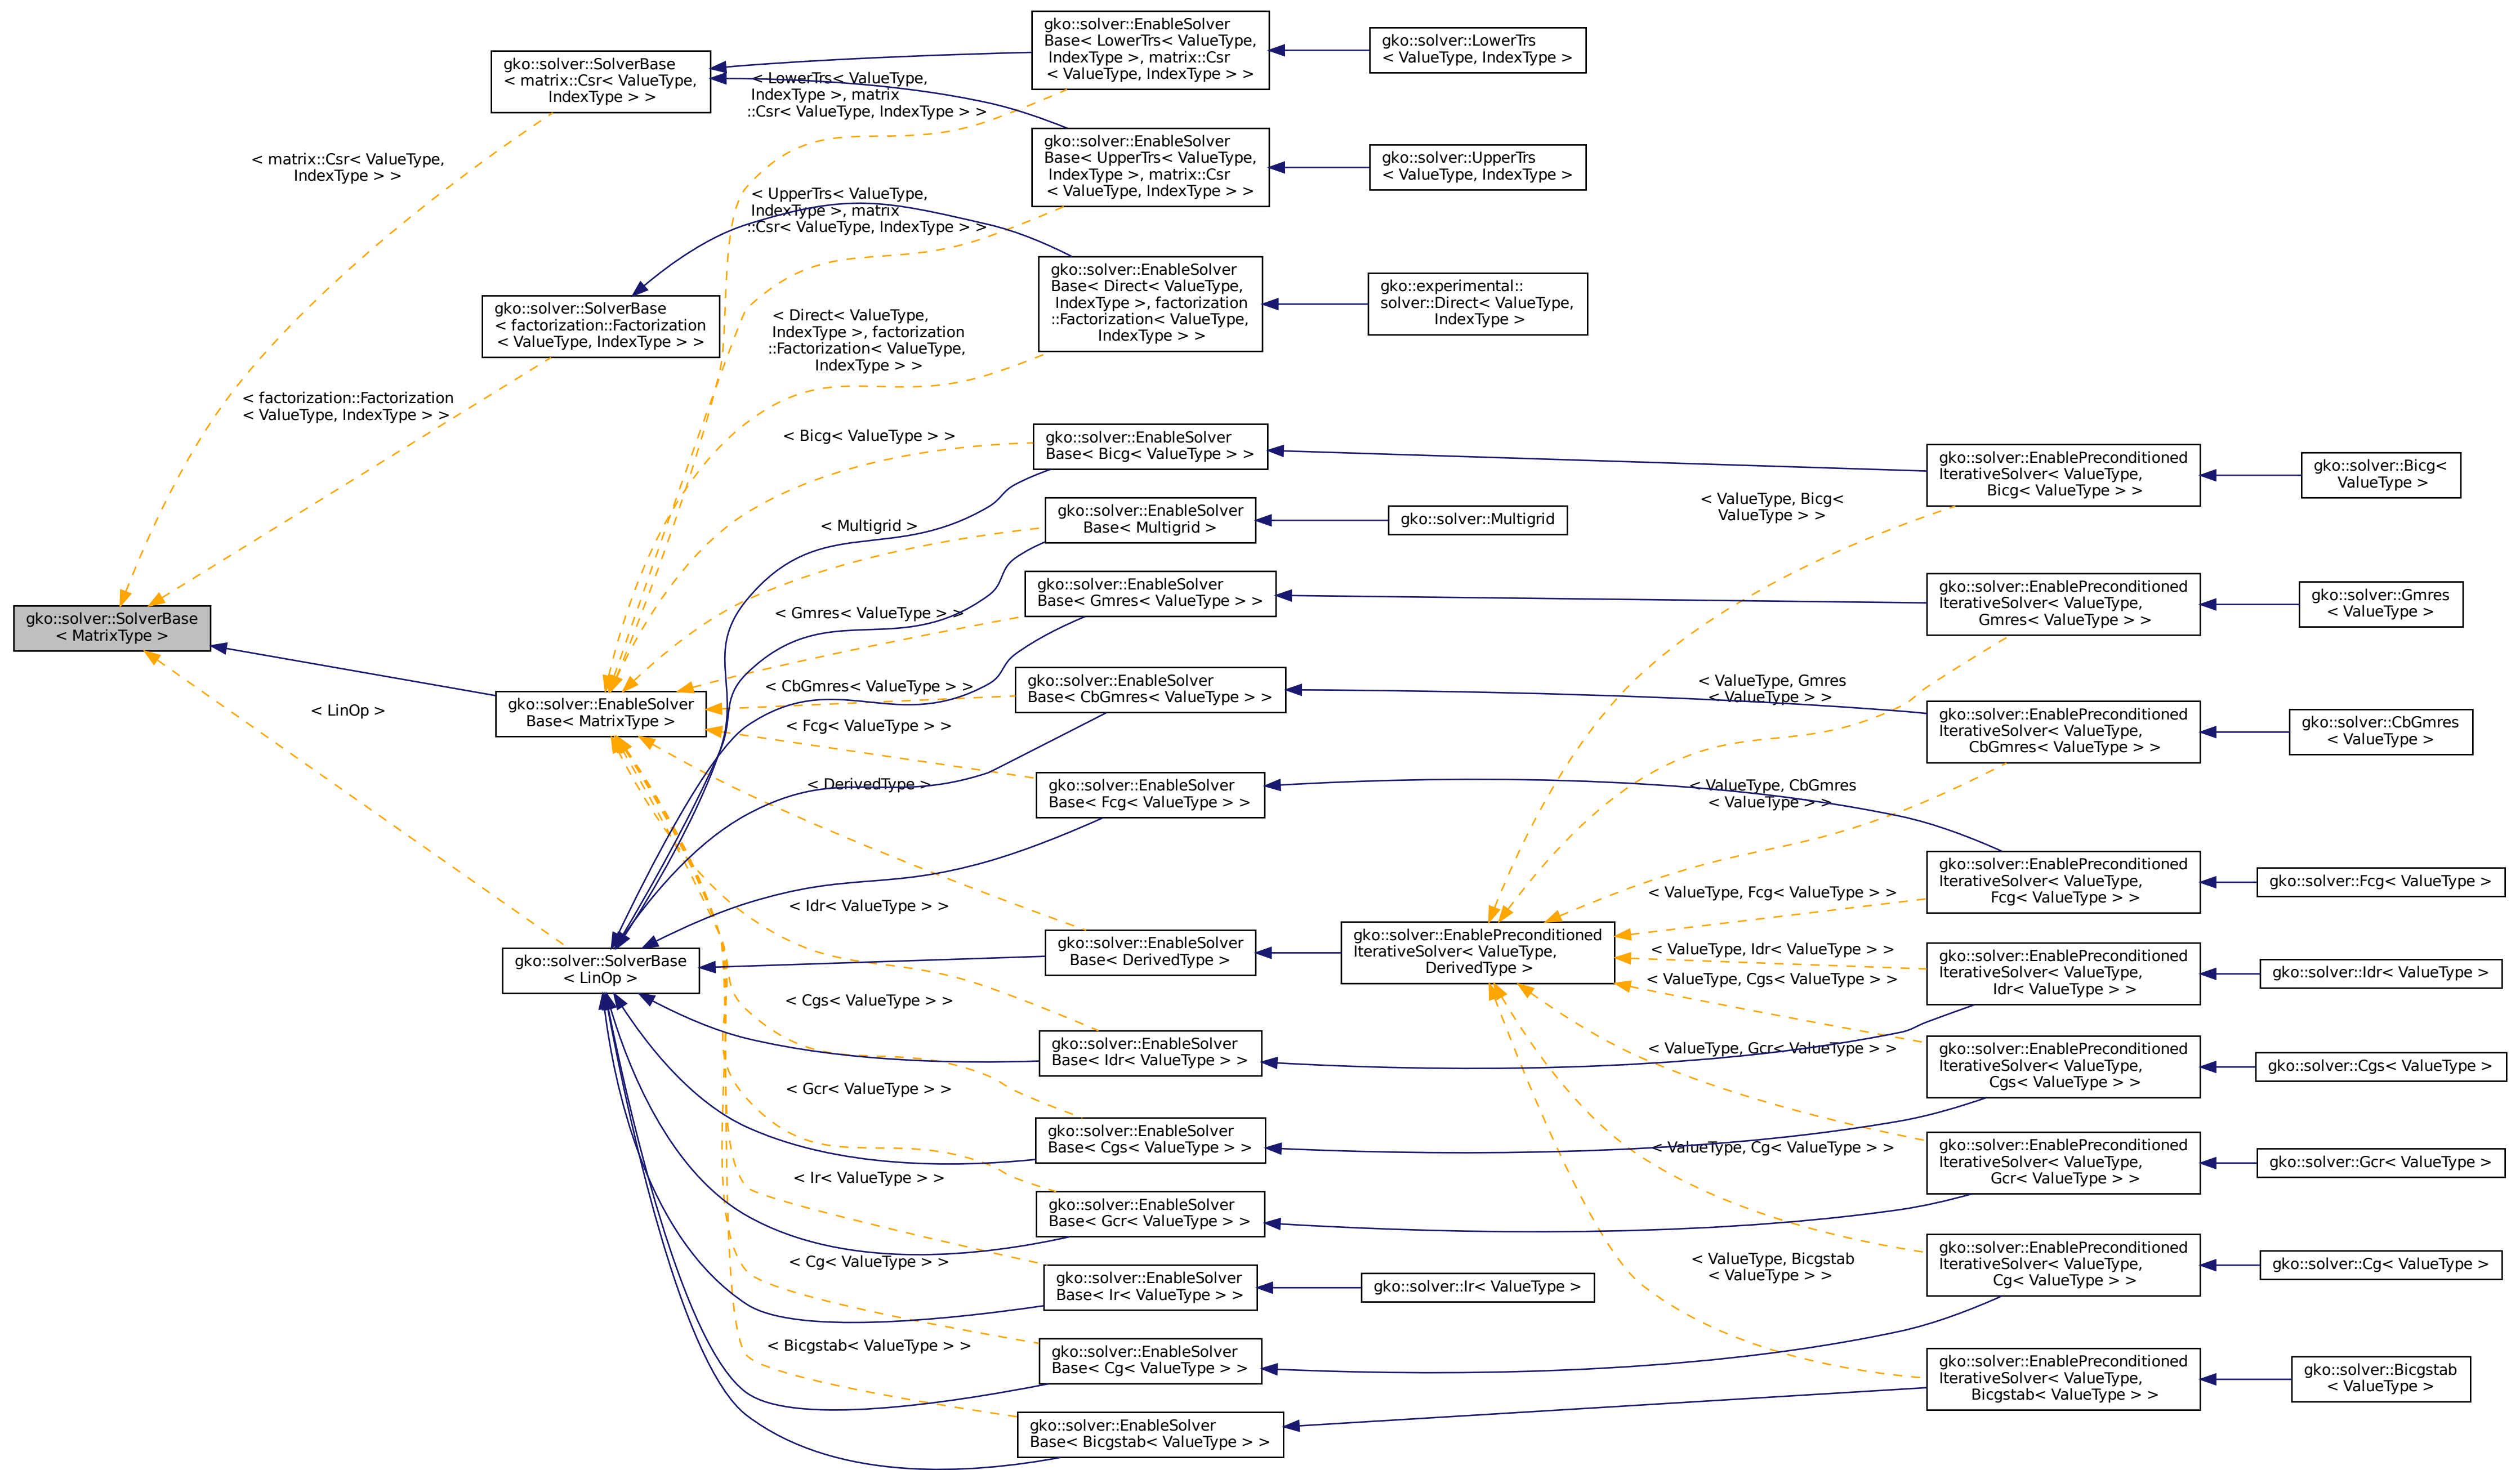 gko::solver::SolverBase
< MatrixType >
< matrix::Csr< ValueType,
IndexType > >
< factorization::Factorization
< ValueType, IndexType > >
< LinOp >
gko::solver::SolverBase
< matrix::Csr< ValueType,
IndexType > >
gko::solver::SolverBase
< factorization::Factorization
< ValueType, IndexType > >
gko::solver::EnableSolver
Base< MatrixType >
gko::solver::SolverBase
< LinOp >
< LowerTrs< ValueType,
IndexType >, matrix
::Csr< ValueType, IndexType > >
< UpperTrs< ValueType,
IndexType >, matrix
::Csr< ValueType, IndexType > >
< Direct< ValueType,
IndexType >, factorization
::Factorization< ValueType,
IndexType > >
< Bicg< ValueType > >
< Multigrid >
< Gmres< ValueType > >
< CbGmres< ValueType > >
< Fcg< ValueType > >
< DerivedType >
< Idr< ValueType > >
< Cgs< ValueType > >
< Gcr< ValueType > >
< Ir< ValueType > >
< Cg< ValueType > >
< Bicgstab< ValueType > >
gko::solver::EnableSolver
Base< LowerTrs< ValueType,
IndexType >, matrix::Csr
< ValueType, IndexType > >
gko::solver::EnableSolver
Base< UpperTrs< ValueType,
IndexType >, matrix::Csr
< ValueType, IndexType > >
gko::solver::EnableSolver
Base< Direct< ValueType,
IndexType >, factorization
::Factorization< ValueType,
IndexType > >
gko::solver::EnableSolver
Base< Bicg< ValueType > >
gko::solver::EnableSolver
Base< Multigrid >
gko::solver::EnableSolver
Base< Gmres< ValueType > >
gko::solver::EnableSolver
Base< CbGmres< ValueType > >
gko::solver::EnableSolver
Base< Fcg< ValueType > >
gko::solver::EnableSolver
Base< DerivedType >
gko::solver::EnableSolver
Base< Idr< ValueType > >
gko::solver::EnableSolver
Base< Cgs< ValueType > >
gko::solver::EnableSolver
Base< Gcr< ValueType > >
gko::solver::EnableSolver
Base< Ir< ValueType > >
gko::solver::EnableSolver
Base< Cg< ValueType > >
gko::solver::EnableSolver
Base< Bicgstab< ValueType > >
gko::solver::LowerTrs
< ValueType, IndexType >
gko::solver::UpperTrs
< ValueType, IndexType >
gko::experimental::
solver::Direct< ValueType,
IndexType >
gko::solver::Multigrid
gko::solver::EnablePreconditioned
IterativeSolver< ValueType,
DerivedType >
gko::solver::Ir< ValueType >
< ValueType, Bicg<
ValueType > >
< ValueType, Gmres
< ValueType > >
< ValueType, CbGmres
< ValueType > >
< ValueType, Fcg< ValueType > >
< ValueType, Idr< ValueType > >
< ValueType, Cgs< ValueType > >
< ValueType, Gcr< ValueType > >
< ValueType, Cg< ValueType > >
< ValueType, Bicgstab
< ValueType > >
gko::solver::EnablePreconditioned
IterativeSolver< ValueType,
Bicg< ValueType > >
gko::solver::EnablePreconditioned
IterativeSolver< ValueType,
Gmres< ValueType > >
gko::solver::EnablePreconditioned
IterativeSolver< ValueType,
CbGmres< ValueType > >
gko::solver::EnablePreconditioned
IterativeSolver< ValueType,
Fcg< ValueType > >
gko::solver::EnablePreconditioned
IterativeSolver< ValueType,
Idr< ValueType > >
gko::solver::EnablePreconditioned
IterativeSolver< ValueType,
Cgs< ValueType > >
gko::solver::EnablePreconditioned
IterativeSolver< ValueType,
Gcr< ValueType > >
gko::solver::EnablePreconditioned
IterativeSolver< ValueType,
Cg< ValueType > >
gko::solver::EnablePreconditioned
IterativeSolver< ValueType,
Bicgstab< ValueType > >
gko::solver::Bicg<
ValueType >
gko::solver::Gmres
< ValueType >
gko::solver::CbGmres
< ValueType >
gko::solver::Fcg< ValueType >
gko::solver::Idr< ValueType >
gko::solver::Cgs< ValueType >
gko::solver::Gcr< ValueType >
gko::solver::Cg< ValueType >
gko::solver::Bicgstab
< ValueType >